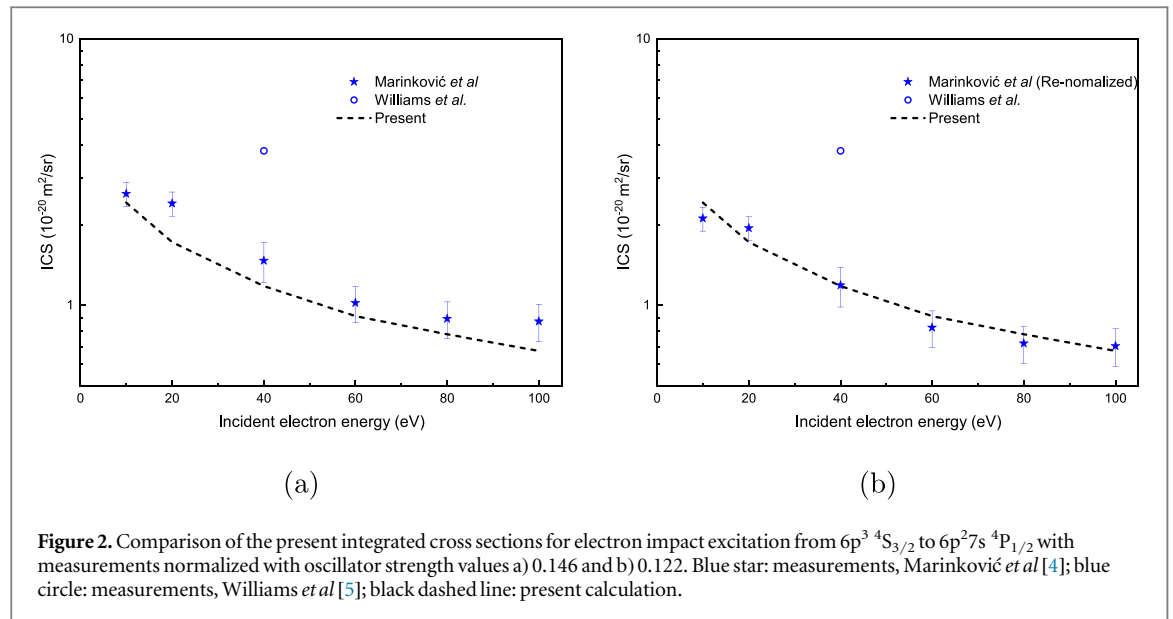 10
1
ICS (10⁻²⁰ m²/sr)
0 20 40 60 80 100
Incident electron energy (eV)
Marinković et al
Williams et al.
Present
(a)
10
1
ICS (10⁻²⁰ m²/sr)
0 20 40 60 80 100
Incident electron energy (eV)
Marinković et al (Re-nomalized)
Williams et al.
Present
(b)
Figure 2. Comparison of the present integrated cross sections for electron impact excitation from 6p³ ⁴S₃/₂ to 6p²7s ⁴P₁/₂ with
measurements normalized with oscillator strength values a) 0.146 and b) 0.122. Blue star: measurements, Marinković et al [4]; blue
circle: measurements, Williams et al [5]; black dashed line: present calculation.